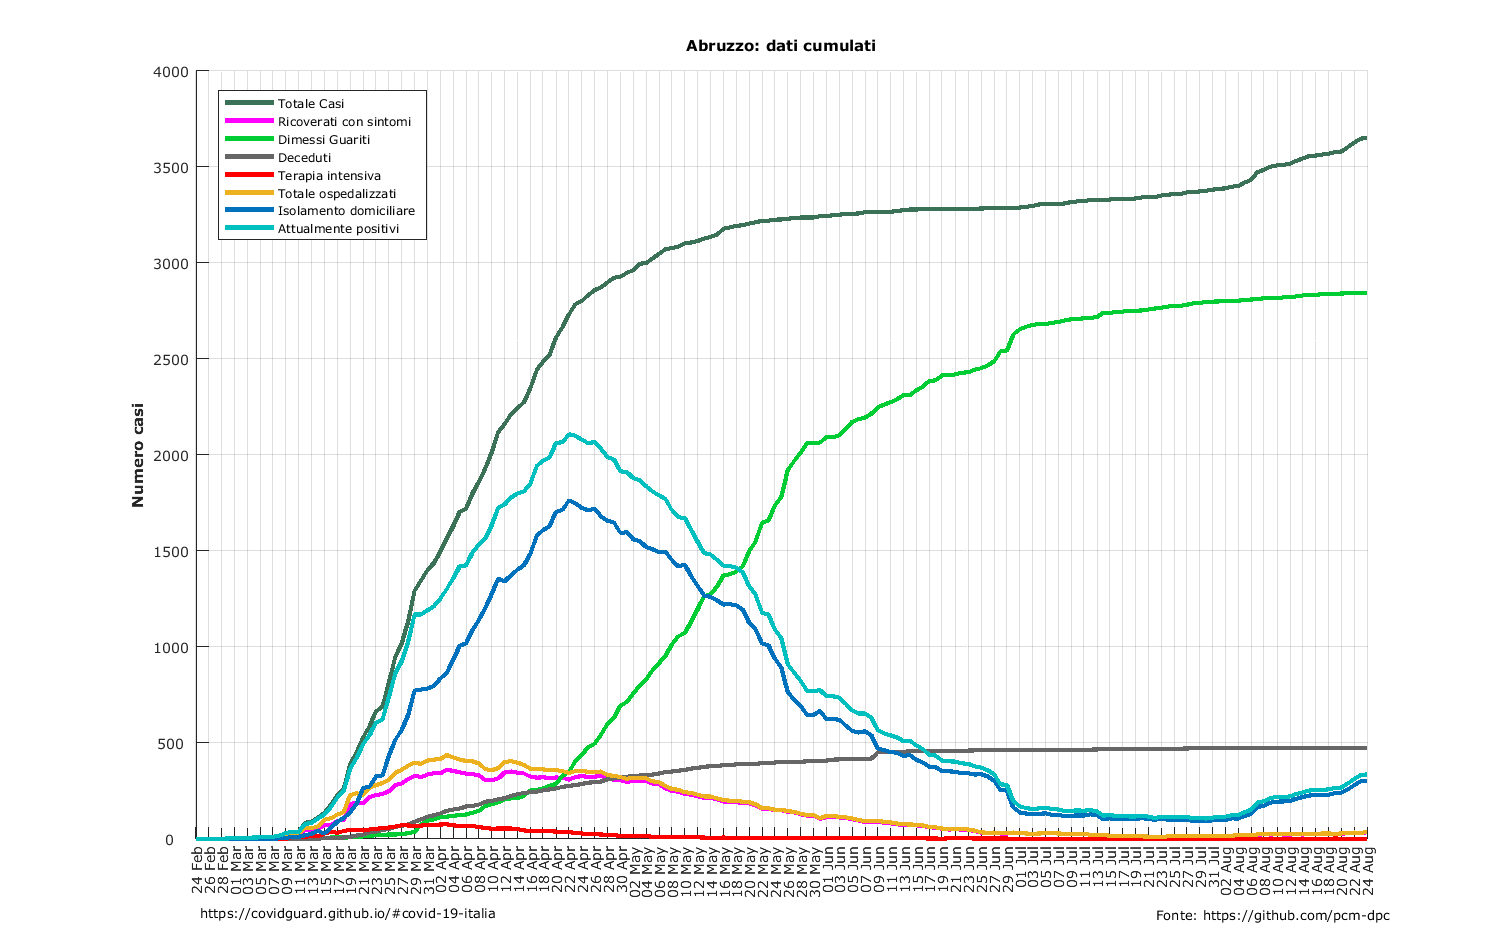 Abruzzo: dati cumulati
4000
3500
3000
2500
2000
1500
1000
500
0
Numero casi
Totale Casi
Ricoverati con sintomi
Dimessi Guariti
Deceduti
Terapia intensiva
Totale ospedalizzati
Isolamento domiciliare
Attualmente positivi
24 Feb
26 Feb
28 Feb
01 Mar
03 Mar
05 Mar
07 Mar
09 Mar
11 Mar
13 Mar
15 Mar
17 Mar
19 Mar
21 Mar
23 Mar
25 Mar
27 Mar
29 Mar
31 Mar
02 Apr
04 Apr
06 Apr
08 Apr
10 Apr
12 Apr
14 Apr
16 Apr
18 Apr
20 Apr
22 Apr
24 Apr
26 Apr
28 Apr
30 Apr
02 May
04 May
06 May
08 May
10 May
12 May
14 May
16 May
18 May
20 May
22 May
24 May
26 May
28 May
30 May
01 Jun
03 Jun
05 Jun
07 Jun
09 Jun
11 Jun
13 Jun
15 Jun
17 Jun
19 Jun
21 Jun
23 Jun
25 Jun
27 Jun
29 Jun
01 Jul
03 Jul
05 Jul
07 Jul
09 Jul
11 Jul
13 Jul
15 Jul
17 Jul
19 Jul
21 Jul
23 Jul
25 Jul
27 Jul
29 Jul
31 Jul
02 Aug
04 Aug
06 Aug
08 Aug
10 Aug
12 Aug
14 Aug
16 Aug
18 Aug
20 Aug
22 Aug
24 Aug
https://covidguard.github.io/#covid-19-italia
Fonte: https://github.com/pcm-dpc